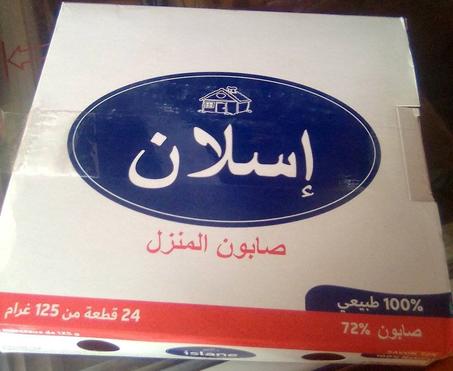 إسلان
صابون المنزل
100% طبيعي
صابون 72%
24 قطعة من 125 غرام
islane